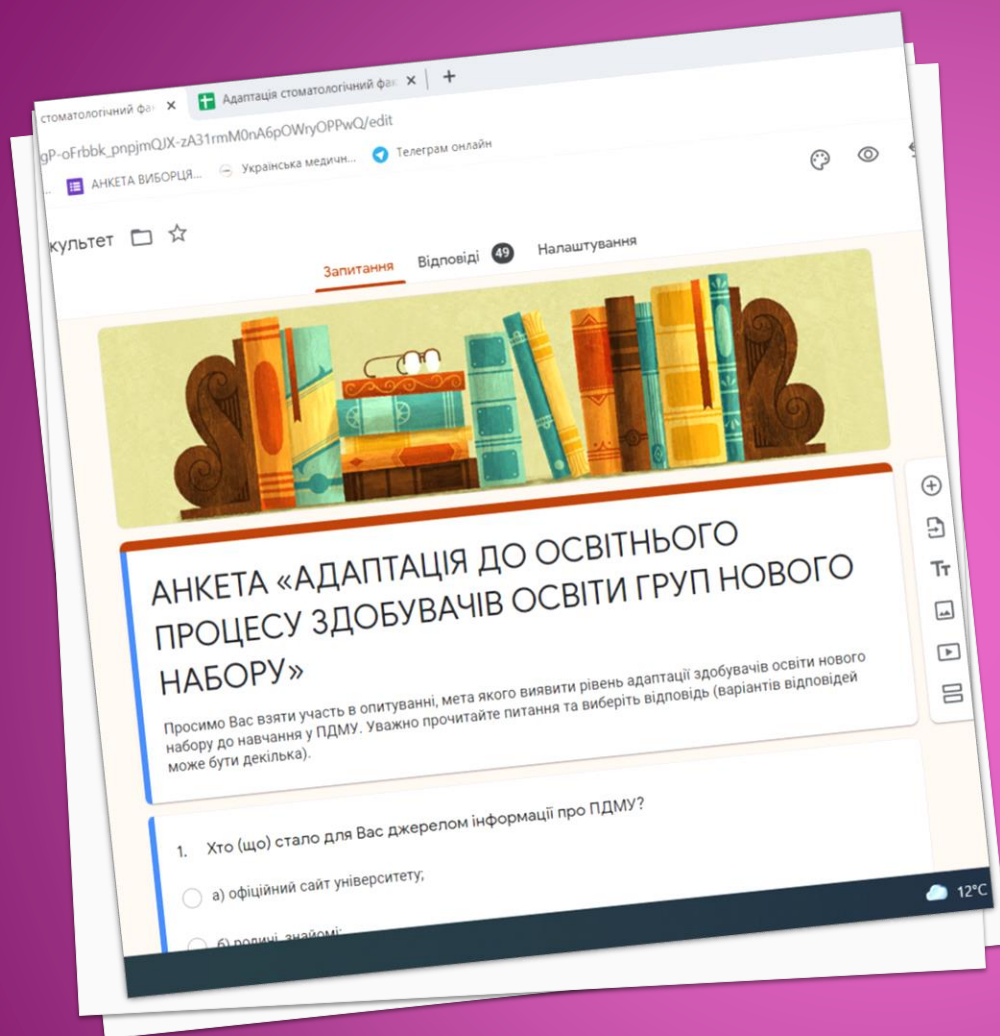 стоматологічний фа
Адаптація стоматологічний фа
gP-oFrbbk_pnpjmQJX-zA31rmM0nA6pOWryOPPwQ/edit
АНКЕТА ВИБОРЦЯ...
Українська медичн...
Телеграм онлайн
культет
Запитання
Відповіді 49
Налаштування
АНКЕТА «АДАПТАЦІЯ ДО ОСВІТНЬОГО
ПРОЦЕСУ ЗДОБУВАЧІВ ОСВІТИ ГРУП НОВОГО
НАБОРУ»
Просимо Вас взяти участь в опитуванні, мета якого виявити рівень адаптації здобувачів освіти нового
набору до навчання у ПДМУ. Уважно прочитайте питання та виберіть відповідь (варіантів відповідей
може бути декілька).
1. Хто (що) стало для Вас джерелом інформації про ПДМУ?
а) офіційний сайт університету;
б) родичі, знайомі;
Тт
12°C